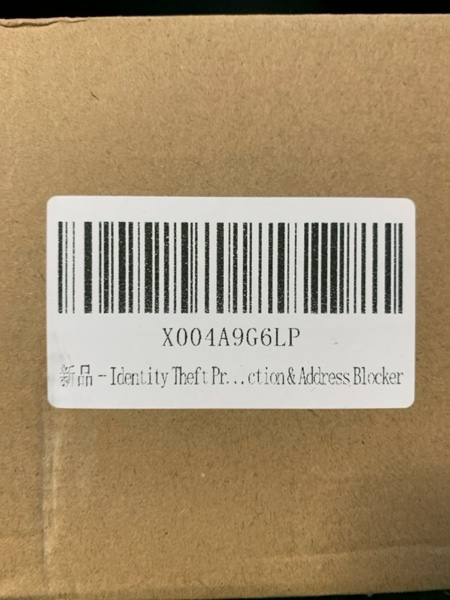 X004A9G6LP
新品 - Identity Theft Pr...ction & Address Blocker